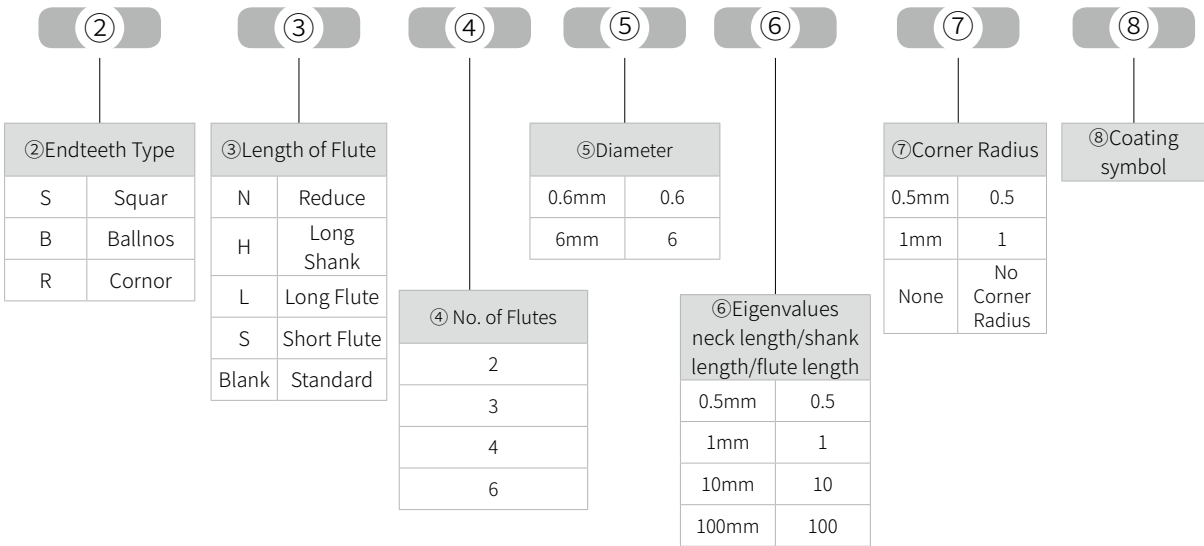 ② ③ ④ ⑤ ⑥ ⑦ ⑧
②Endteeth Type
S Squar
B Ballnos
R Cornor
③Length of Flute
N Reduce
H Long
Shank
L Long Flute
S Short Flute
Blank Standard
④ No. of Flutes
2
3
4
6
⑤Diameter
0.6mm 0.6
6mm 6
⑥Eigenvalues
neck length/shank
length/flute length
0.5mm 0.5
1mm 1
10mm 10
100mm 100
⑦Corner Radius
0.5mm 0.5
1mm 1
None No
Corner
Radius
⑧Coating
symbol